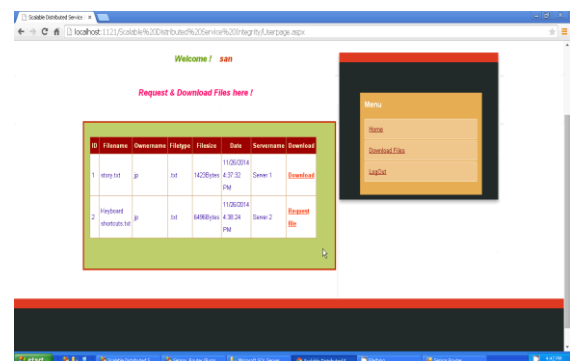 Scalable Distributed Service
localhost:1121/Scalable%20Distributed%20Service%20Integrity/Userpage.aspx
Welcome ! san
Request & Download Files here !
ID Filename Ownername Filetype Filesize Date Servername Download
1 story.txt jp .txt 1423Bytes 11/26/2014 4:37:32 PM Server 1 Download
2 Keyboard shortcuts.txt jp .txt 6496Bytes 11/26/2014 4:38:24 PM Server 2 Request file
Menu
Home
Download Files
LogOut
start
4:42 PM